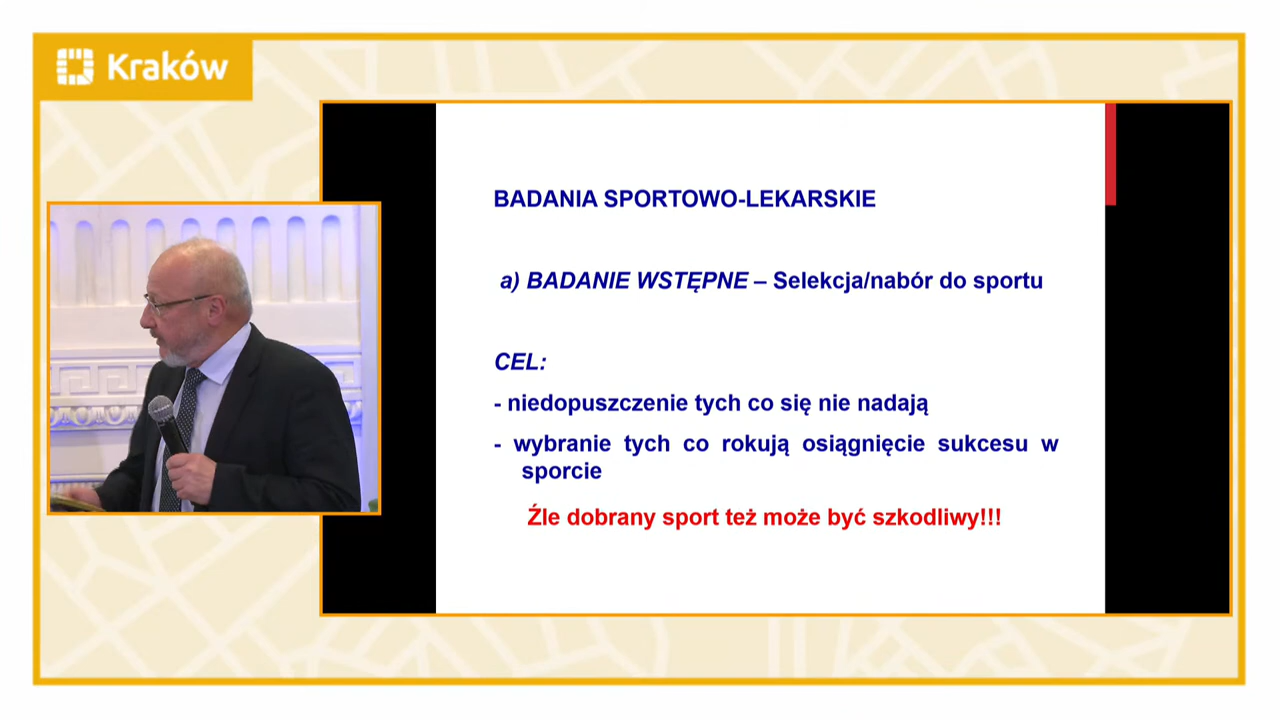 Kraków
BADANIA SPORTOWO-LEKARSKIE
a) BADANIE WSTĘPNE – Selekcja/nabór do sportu
CEL:
- niedopuszczenie tych co się nie nadają
- wybranie tych co rokują osiągnięcie sukcesu w
sporcie
Źle dobrany sport też może być szkodliwy!!!